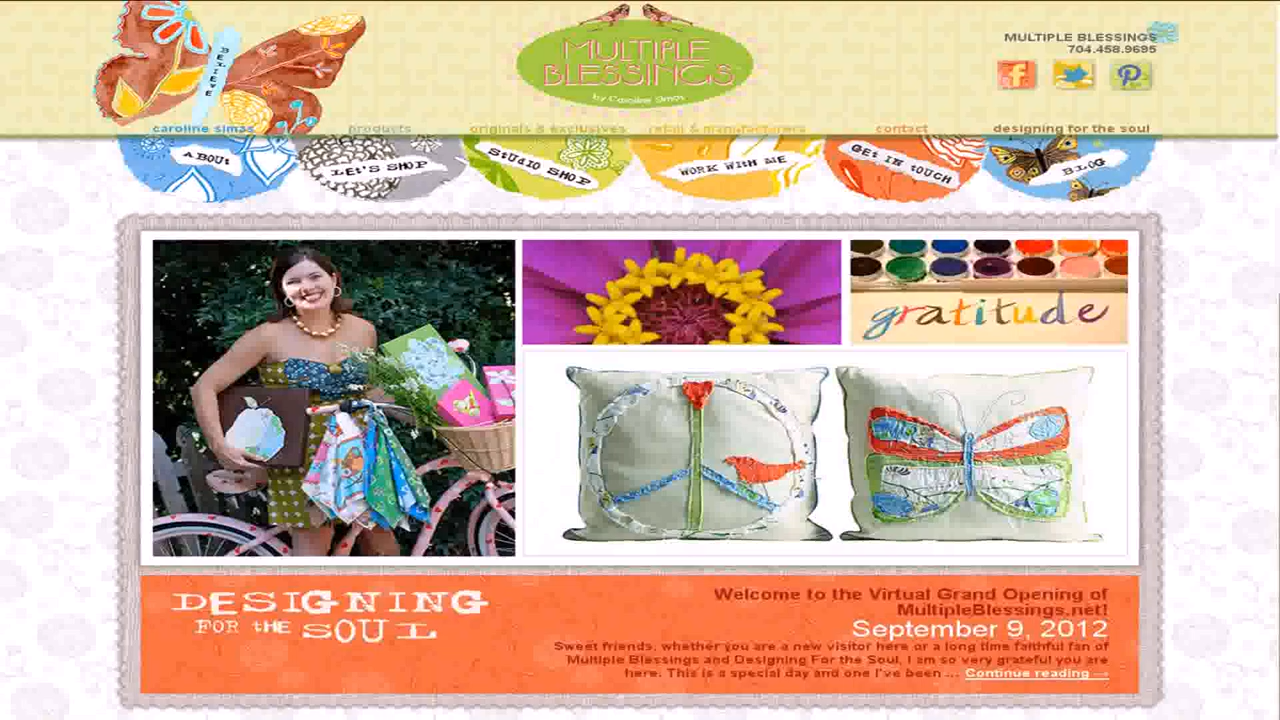 BELIEVE
MULTIPLE
BLESSINGS
by Caroline Simas
MULTIPLE BLESSINGS
704.458.9695
caroline simas
products
originals & exclusives
retail & manufacturers
contact
designing for the soul
ABOUt
LEt'S SHOP
StUdIO SHOP
WORK WItH ME
GEt IN tOUCH
BLOG
gratitude
DESIGNING
FOR tHE SOUL
Welcome to the Virtual Grand Opening of
MultipleBlessings.net!
September 9, 2012
Sweet friends, whether you are a new visitor here or a long time faithful fan of
Multiple Blessings and Designing For the Soul, I am so very grateful you are
here. This is a special day and one I've been ... Continue reading →